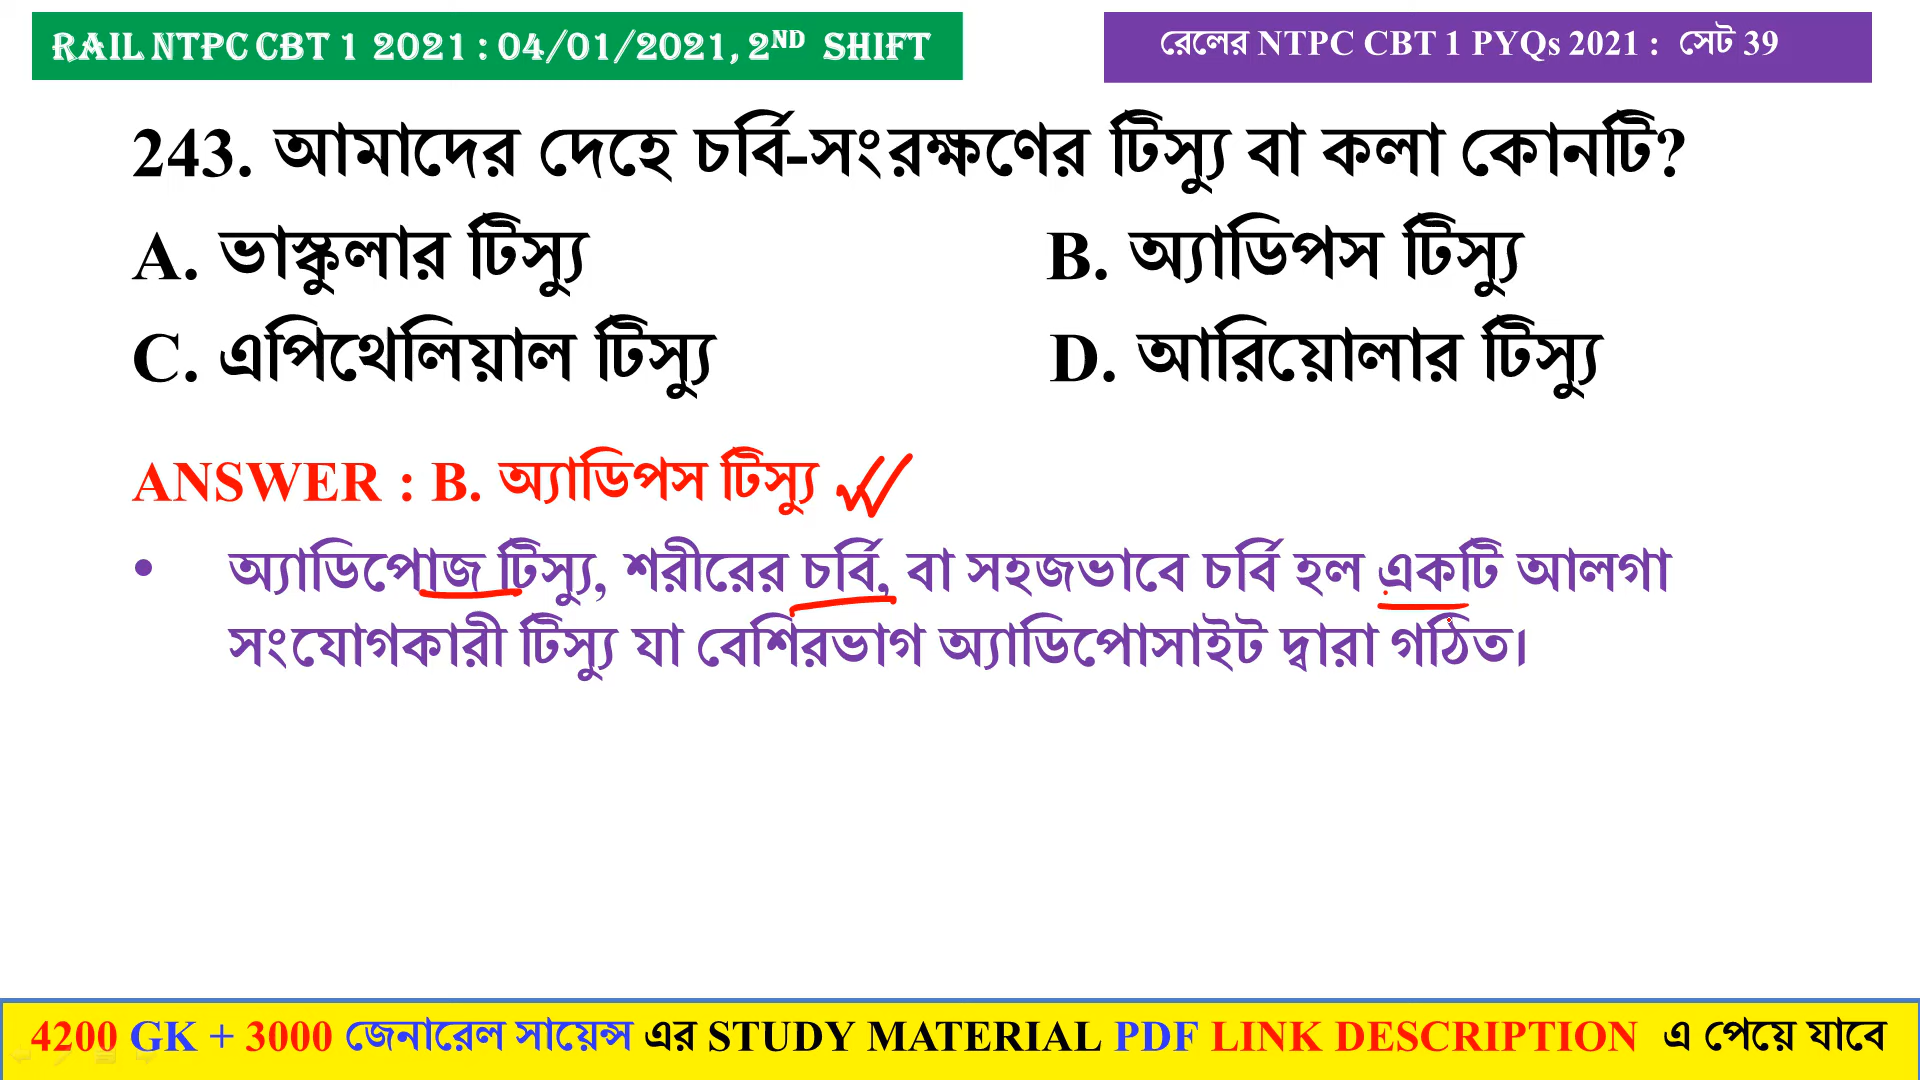 RAIL NTPC CBT 1 2021 : 04/01/2021, 2ND SHIFT
রেলের NTPC CBT 1 PYQs 2021 : সেট 39
243. আমাদের দেহে চর্বি-সংরক্ষণের টিস্যু বা কলা কোনটি?
A. ভাস্কুলার টিস্যু B. অ্যাডিপস টিস্যু
C. এপিথেলিয়াল টিস্যু D. আরিয়োলার টিস্যু
ANSWER : B. অ্যাডিপস টিস্যু
• অ্যাডিপোজ টিস্যু, শরীরের চর্বি, বা সহজভাবে চর্বি হল একটি আলগা
সংযোগকারী টিস্যু যা বেশিরভাগ অ্যাডিপোসাইট দ্বারা গঠিত।
4200 GK + 3000 জেনারেল সায়েন্স এর STUDY MATERIAL PDF LINK DESCRIPTION এ পেয়ে যাবে